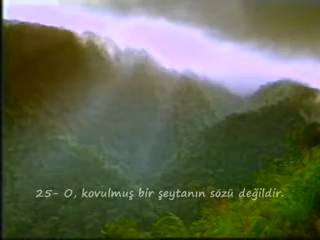 25- O, kovulmuş bir şeytanın sözü değildir.